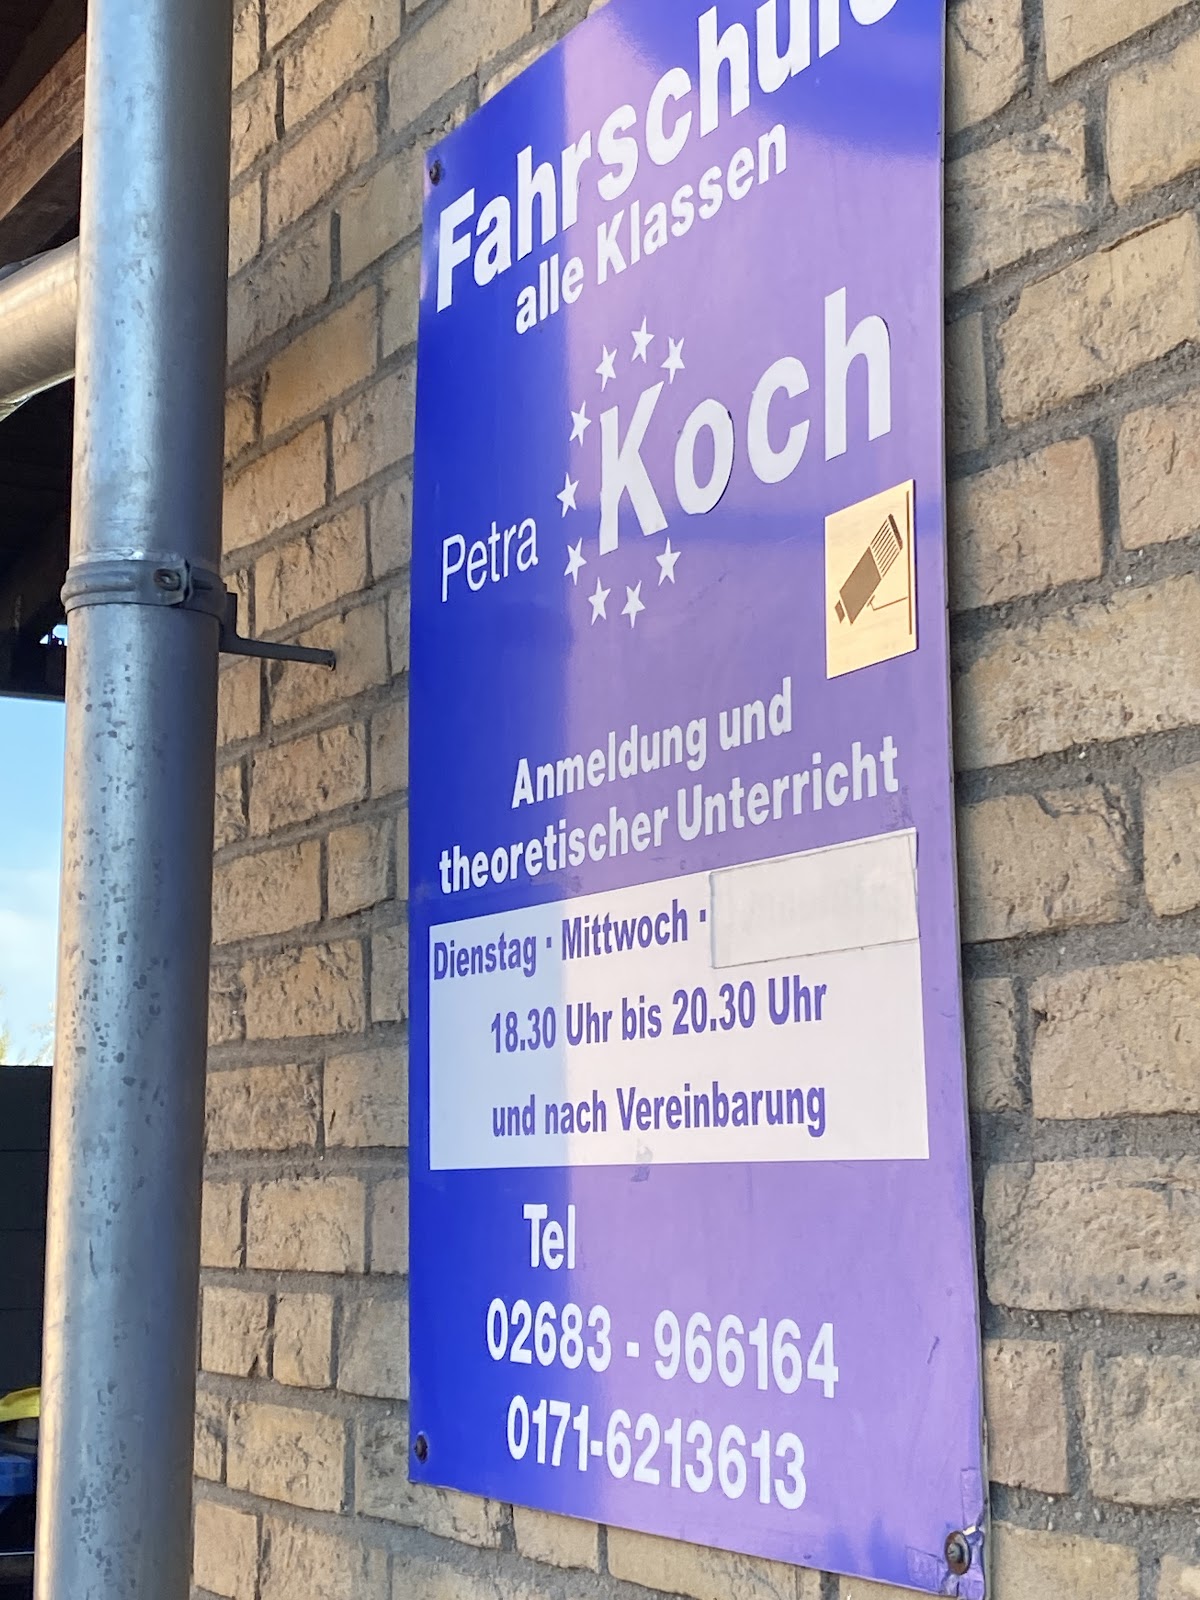 Fahrschule
alle Klassen
Petra Koch
Anmeldung und
theoretischer Unterricht
Dienstag · Mittwoch ·
18.30 Uhr bis 20.30 Uhr
und nach Vereinbarung
Tel
02683 - 966164
0171-6213613